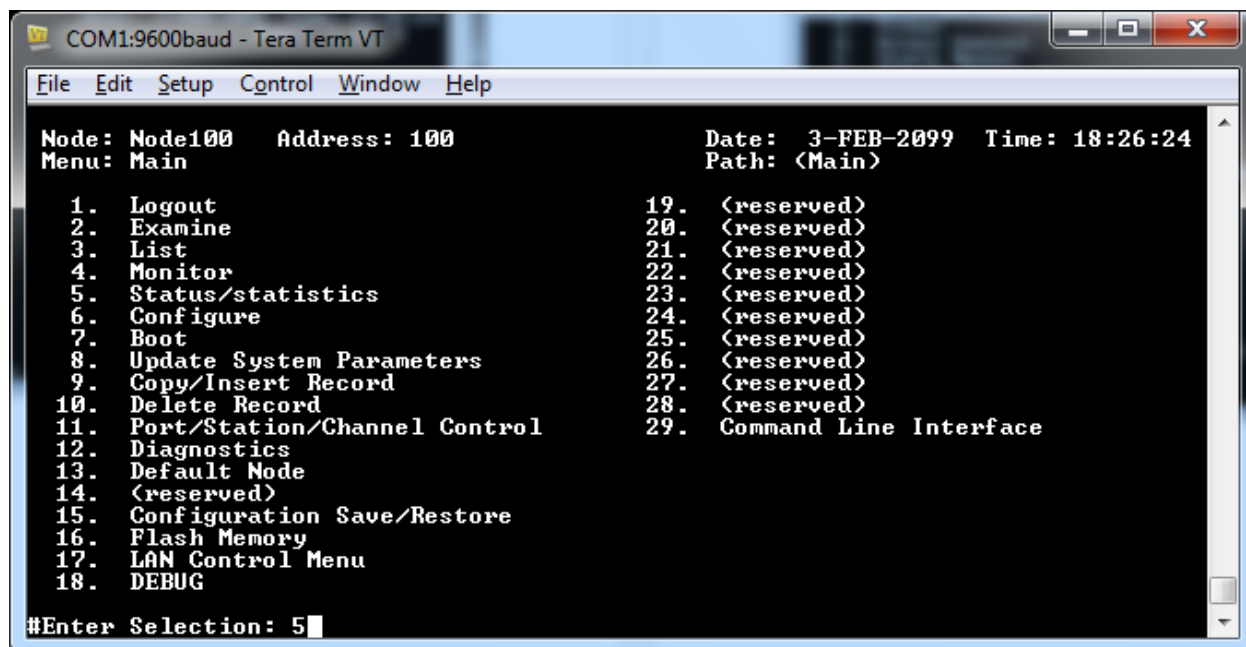 COM1:9600baud - Tera Term VT
File Edit Setup Control Window Help
Node: Node100 Address: 100 Date: 3-FEB-2099 Time: 18:26:24
Menu: Main Path: (Main)
1. Logout 19. (reserved)
2. Examine 20. (reserved)
3. List 21. (reserved)
4. Monitor 22. (reserved)
5. Status/statistics 23. (reserved)
6. Configure 24. (reserved)
7. Boot 25. (reserved)
8. Update System Parameters 26. (reserved)
9. Copy/Insert Record 27. (reserved)
10. Delete Record 28. (reserved)
11. Port/Station/Channel Control 29. Command Line Interface
12. Diagnostics
13. Default Node
14. (reserved)
15. Configuration Save/Restore
16. Flash Memory
17. LAN Control Menu
18. DEBUG
#Enter Selection: 5